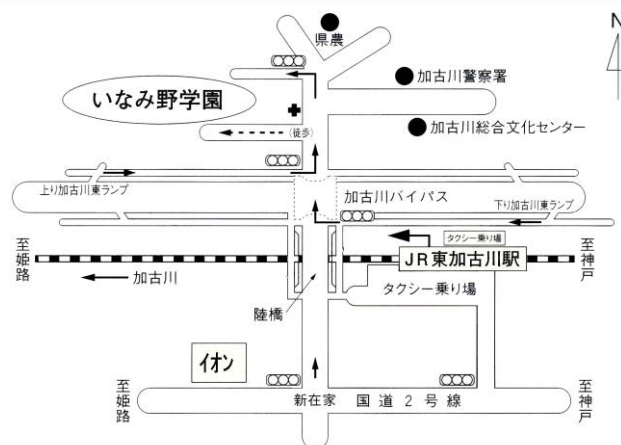 N
県農
加古川警察署
いなみ野学園
(徒歩)
加古川総合文化センター
上り加古川東ランプ
加古川バイパス
下り加古川東ランプ
至姫路
タクシー乗り場
JR東加古川駅
至神戸
加古川
タクシー乗り場
陸橋
イオン
至姫路
新在家
国道2号線
至神戸